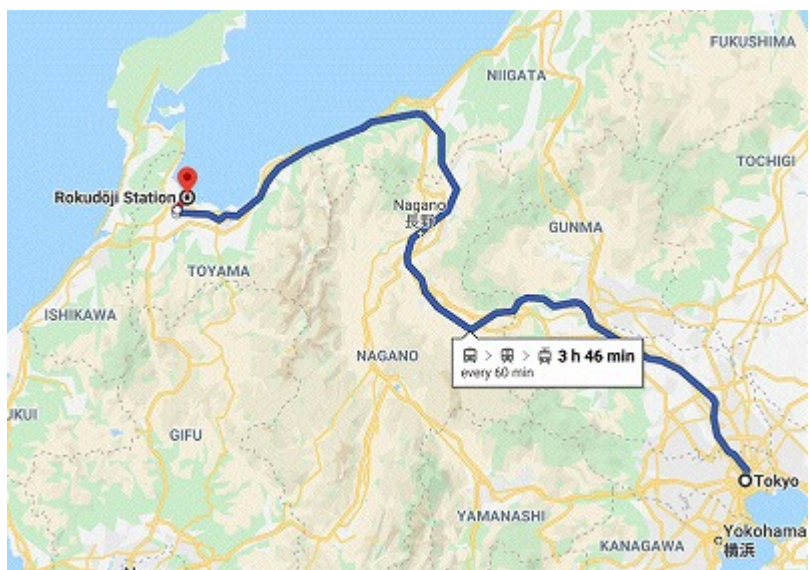 FUKUSHIMA
NIIGATA
TOCHIGI
Rokudōji Station
Nagano
長野
GUNMA
TOYAMA
ISHIKAWA
NAGANO
> > 3 h 46 min
every 60 min
UKUI
GIFU
Tokyo
YAMANASHI
Yokohama
横浜
KANAGAWA